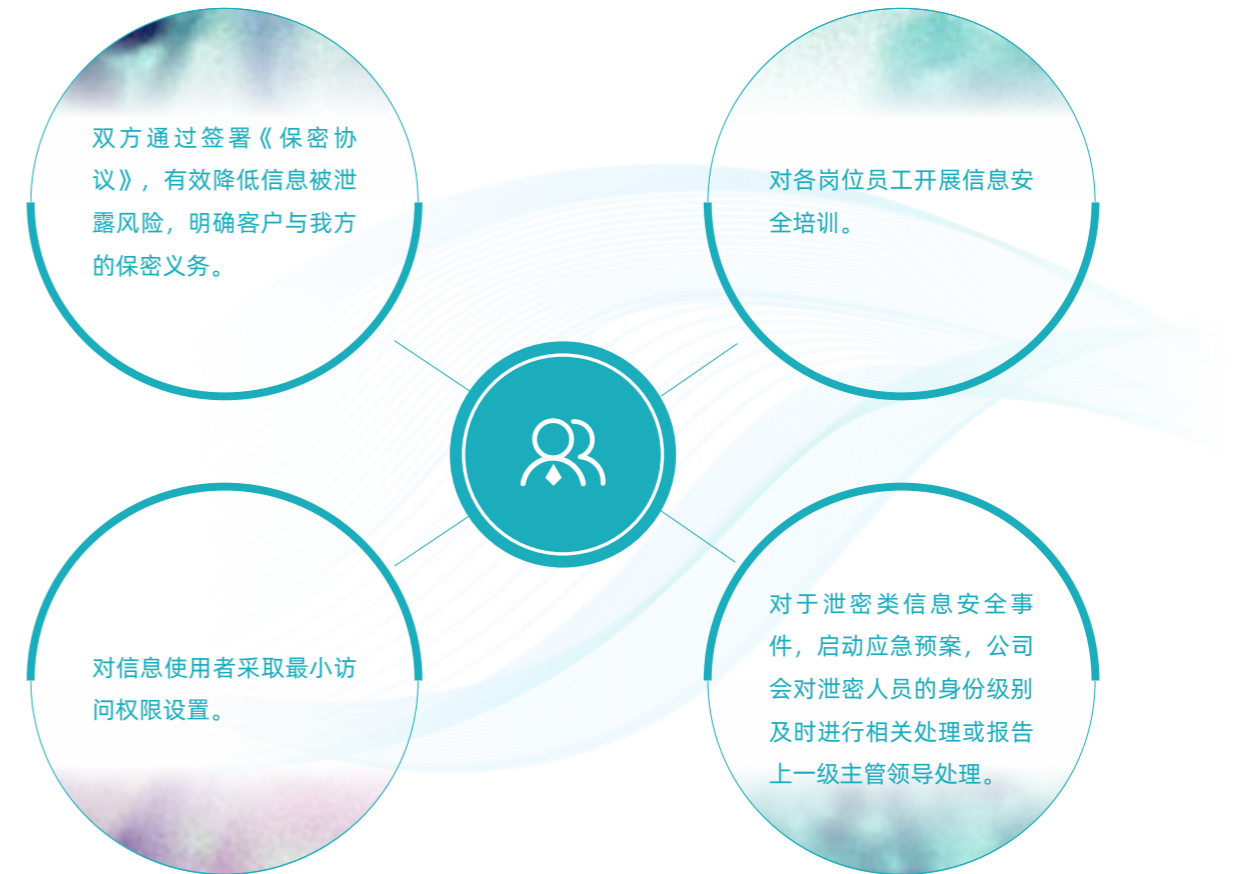 双方通过签署《保密协
议》，有效降低信息被泄
露风险，明确客户与我方
的保密义务。
对各岗位员工开展信息安
全培训。
对信息使用者采取最小访
问权限设置。
对于泄密类信息安全事
件，启动应急预案，公司
会对泄密人员的身份级别
及时进行相关处理或报告
上一级主管领导处理。